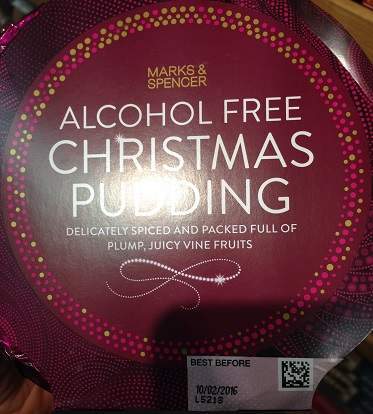 MARKS &
SPENCER
ALCOHOL FREE
CHRISTMAS
PUDDING
DELICATELY SPICED AND PACKED FULL OF
PLUMP, JUICY VINE FRUITS
BEST BEFORE
10/02/2016
L5218